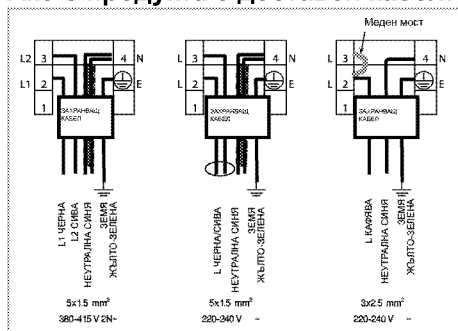 Меден мост
L2 3 4 N
L1 2 E
1
ЗАХРАНВАЩ
КАБЕЛ
L1 ЧЕРНА
L2 СИВА
НЕУТРАЛНА СИНЯ
ЗЕМЯ
ЖЪЛТО-ЗЕЛЕНА
5x1.5 mm²
380-415 V 2N~
L 3 4 N
L 2 E
1
ЗАХРАНВАЩ
КАБЕЛ
L ЧЕРНА/СИВА
НЕУТРАЛНА СИНЯ
ЗЕМЯ
ЖЪЛТО-ЗЕЛЕНА
5x1.5 mm²
220-240 V ~
L 3 4 N
L 2 E
1
ЗАХРАНВАЩ
КАБЕЛ
L КАФЯВА
НЕУТРАЛНА СИНЯ
ЗЕМЯ
ЖЪЛТО-ЗЕЛЕНА
3x2.5 mm²
220-240 V ~